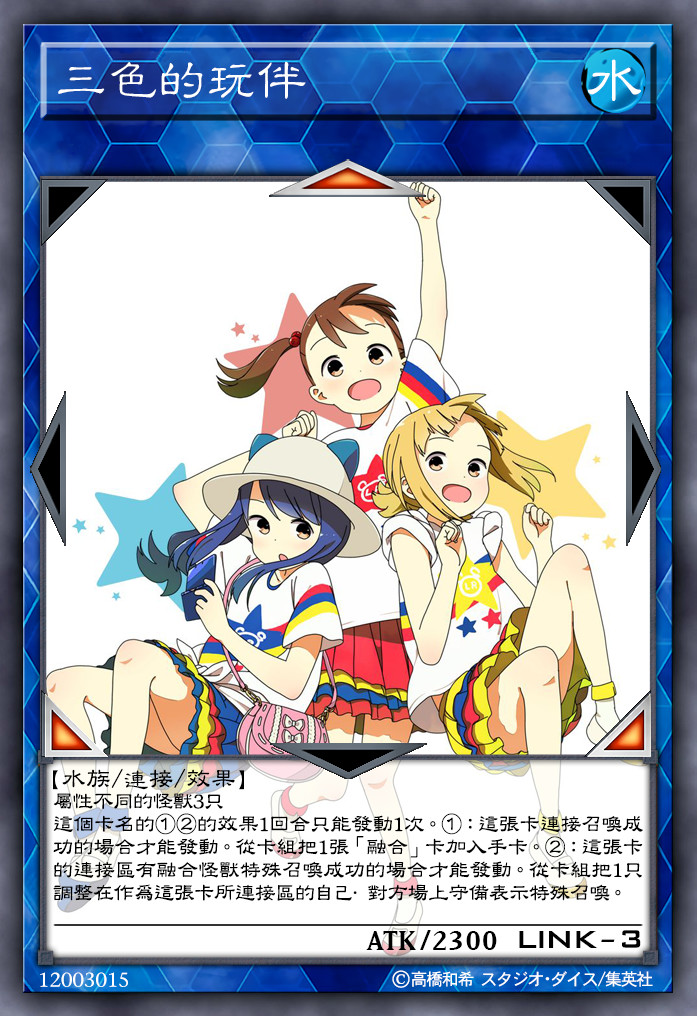 三色的玩伴
水
【水族/連接/效果】
屬性不同的怪獸3只
這個卡名的①②的效果1回合只能發動1次。①：這張卡連接召喚成
功的場合才能發動。從卡組把1張「融合」卡加入手卡。②：這張卡
的連接區有融合怪獸特殊召喚成功的場合才能發動。從卡組把1只
調整在作爲這張卡所連接區的自己·對方場上守備表示特殊召喚。
ATK/2300 LINK-3
12003015 ©高橋和希 スタジオ・ダイス/集英社